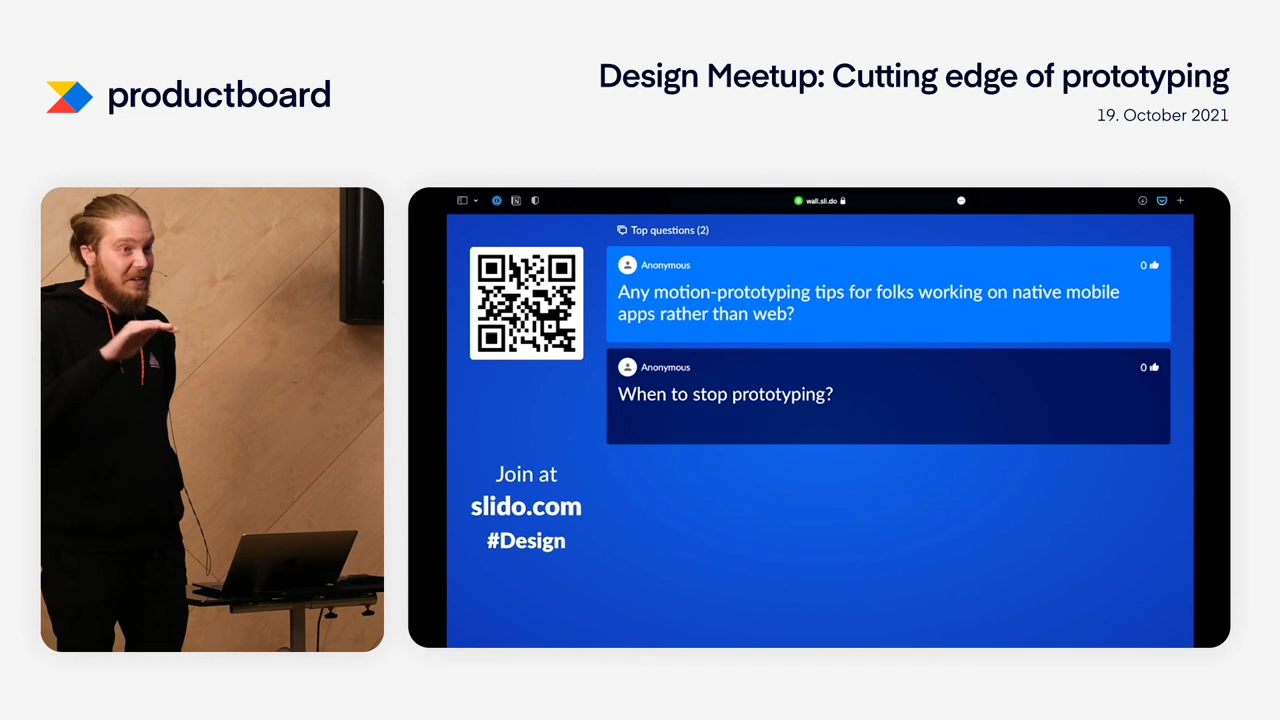 productboard
Design Meetup: Cutting edge of prototyping
19. October 2021
wall.sli.do
Top questions (2)
Anonymous
0
Any motion-prototyping tips for folks working on native mobile
apps rather than web?
Anonymous
0
When to stop prototyping?
Join at
slido.com
#Design